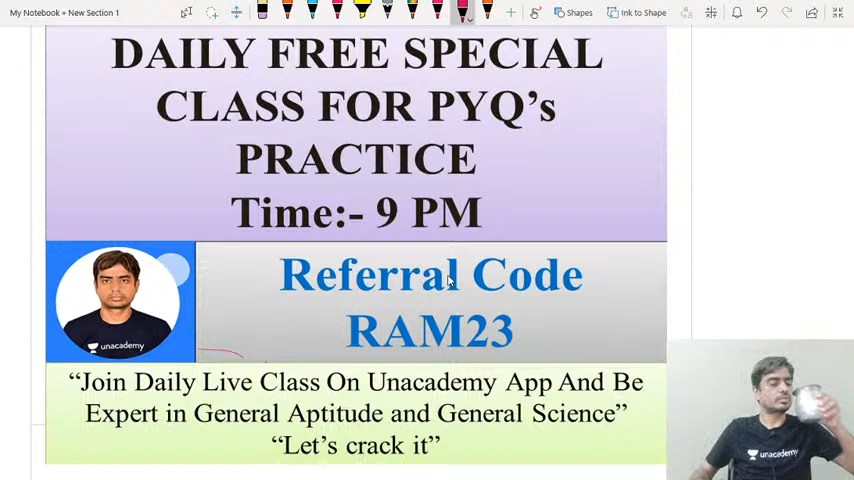 My Notebook » New Section 1
Shapes
Ink to Shape
DAILY FREE SPECIAL
CLASS FOR PYQ’s
PRACTICE
Time:- 9 PM
unacademy
Referral Code
RAM23
“Join Daily Live Class On Unacademy App And Be
Expert in General Aptitude and General Science”
“Let’s crack it”
unacademy